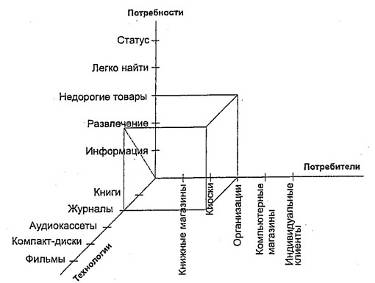 Потребности
Статус
Легко найти
Недорогие товары
Развлечение
Информация
Потребители
Книги
Журналы
Аудиокассеты
Компакт-диски
Фильмы
Технологии
Книжные магазины
Киоски
Организации
Компьютерные
магазины
Индивидуальные
клиенты